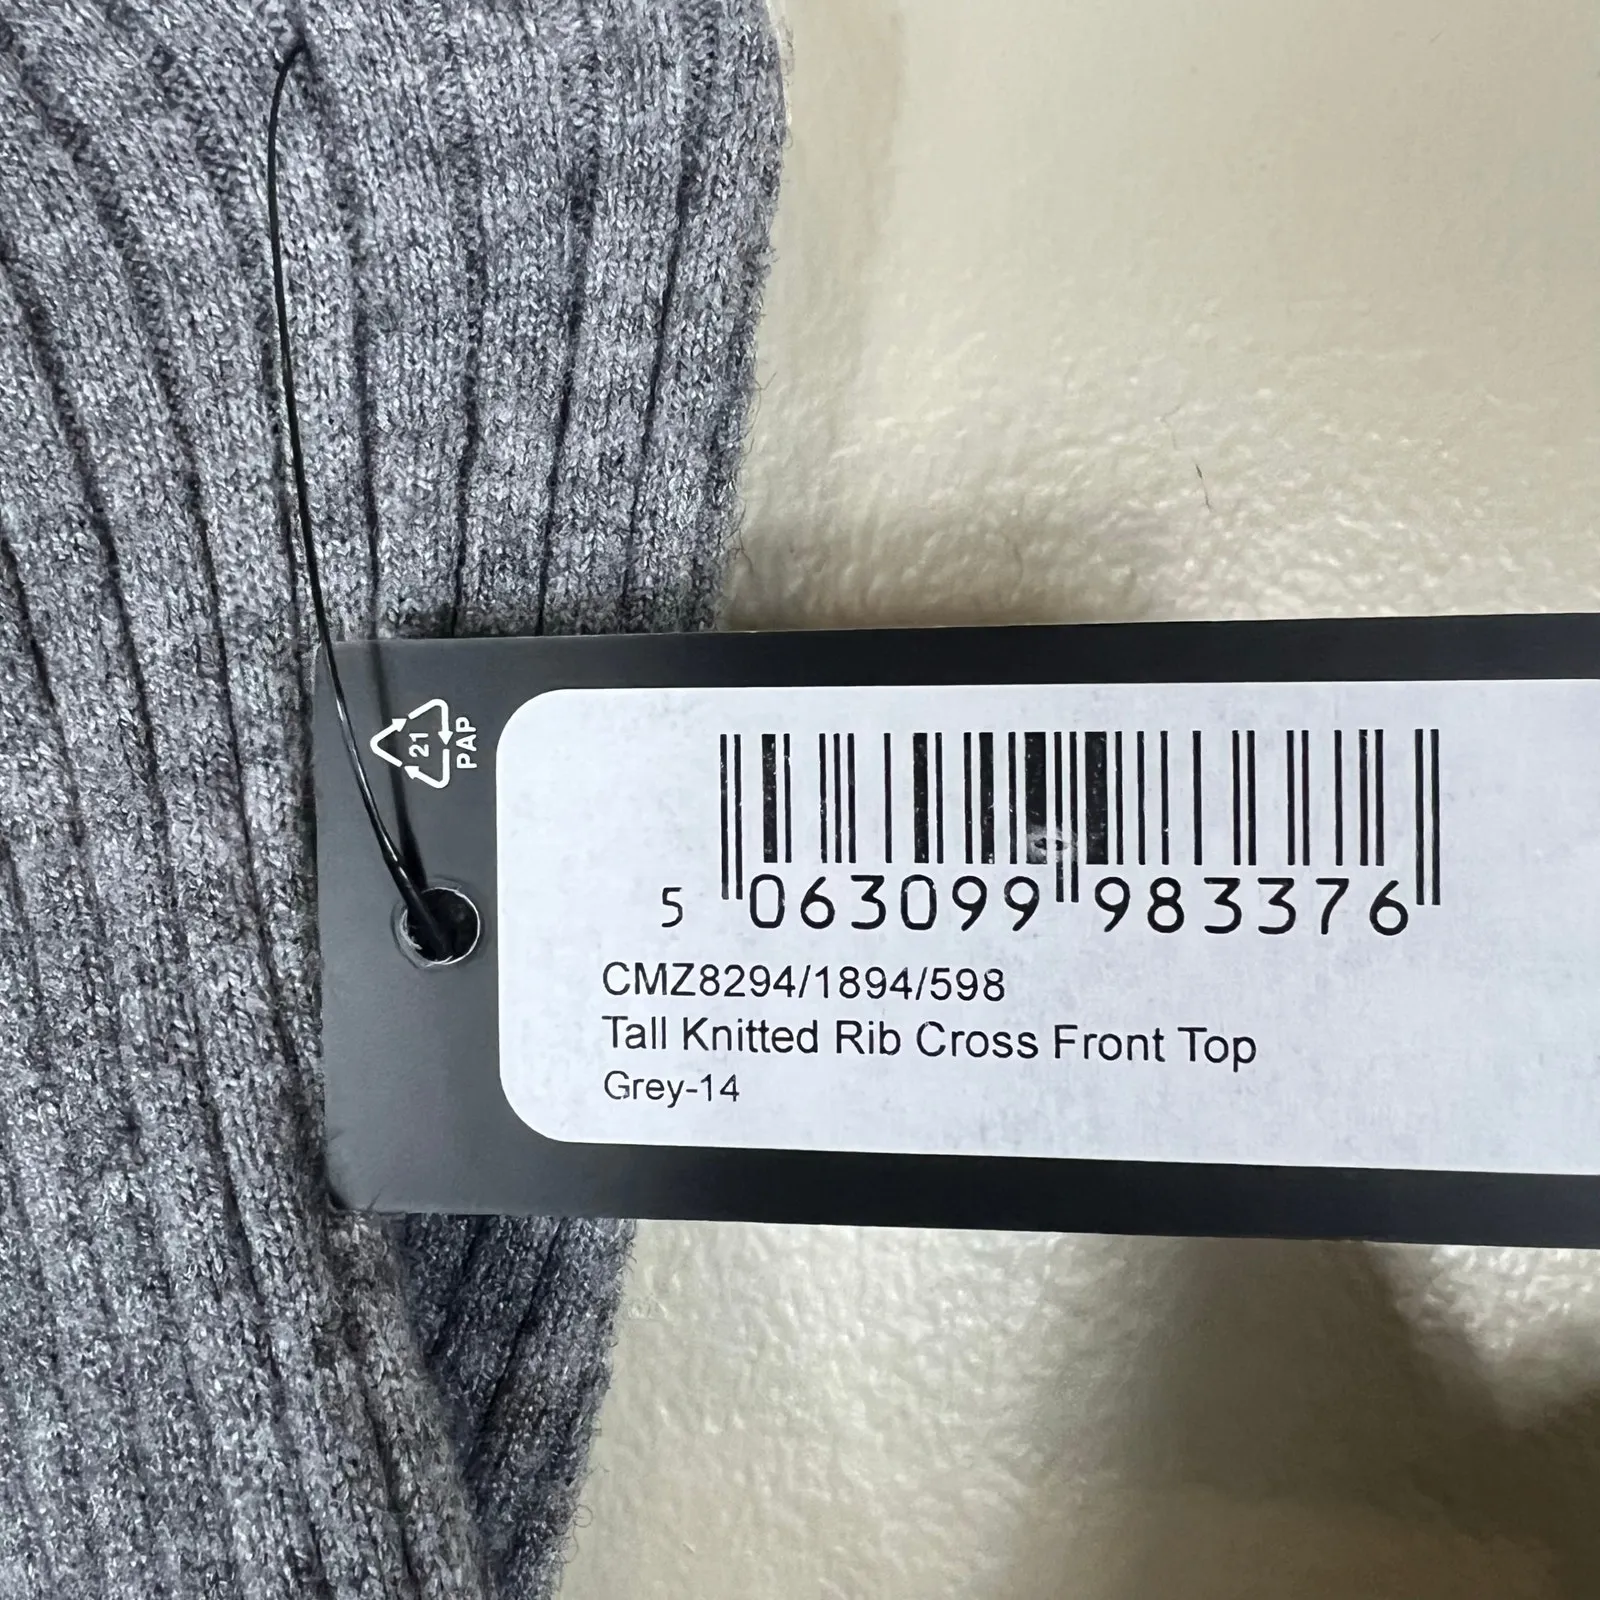 21
PAP
5 063099 983376
CMZ8294/1894/598
Tall Knitted Rib Cross Front Top
Grey-14